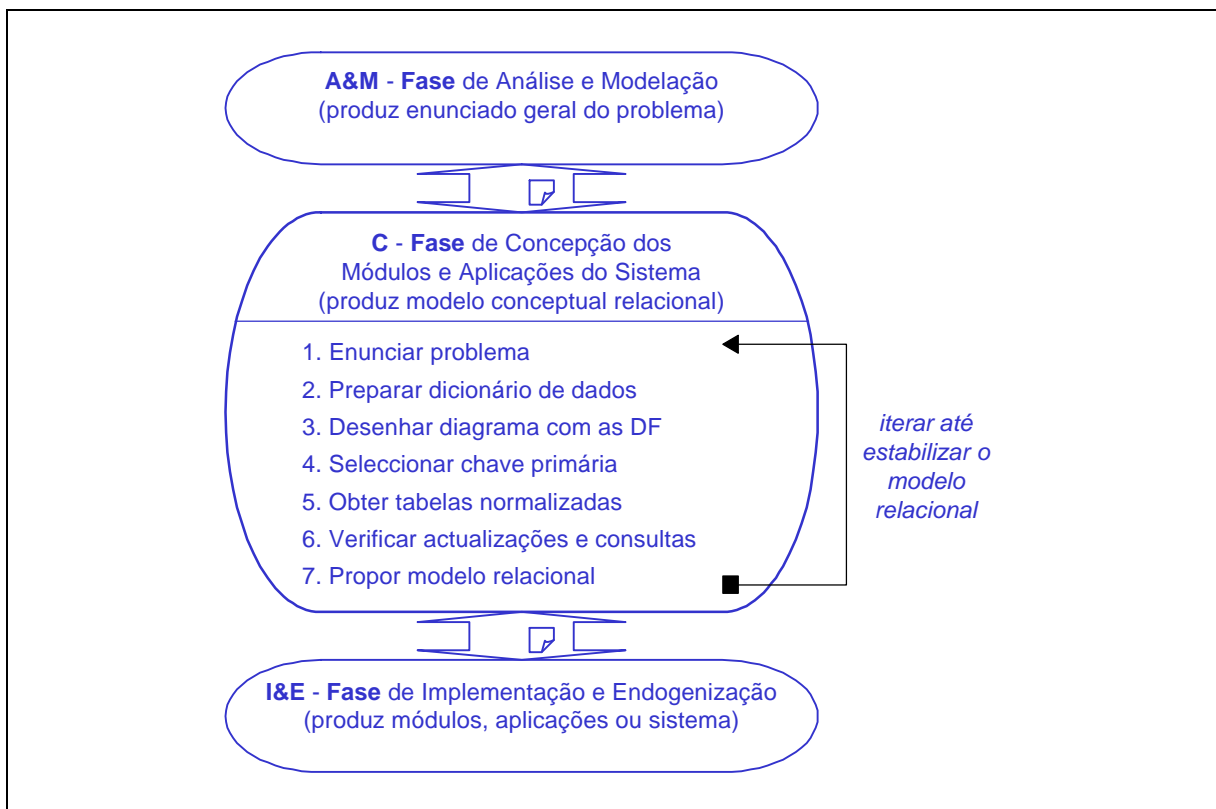 A&M - Fase de Análise e Modelação
(produz enunciado geral do problema)
C - Fase de Concepção dos
Módulos e Aplicações do Sistema
(produz modelo conceptual relacional)
1. Enunciar problema
2. Preparar dicionário de dados
3. Desenhar diagrama com as DF
4. Seleccionar chave primária
5. Obter tabelas normalizadas
6. Verificar actualizações e consultas
7. Propor modelo relacional
iterar até
estabilizar o
modelo
relacional
I&E - Fase de Implementação e Endogenização
(produz módulos, aplicações ou sistema)